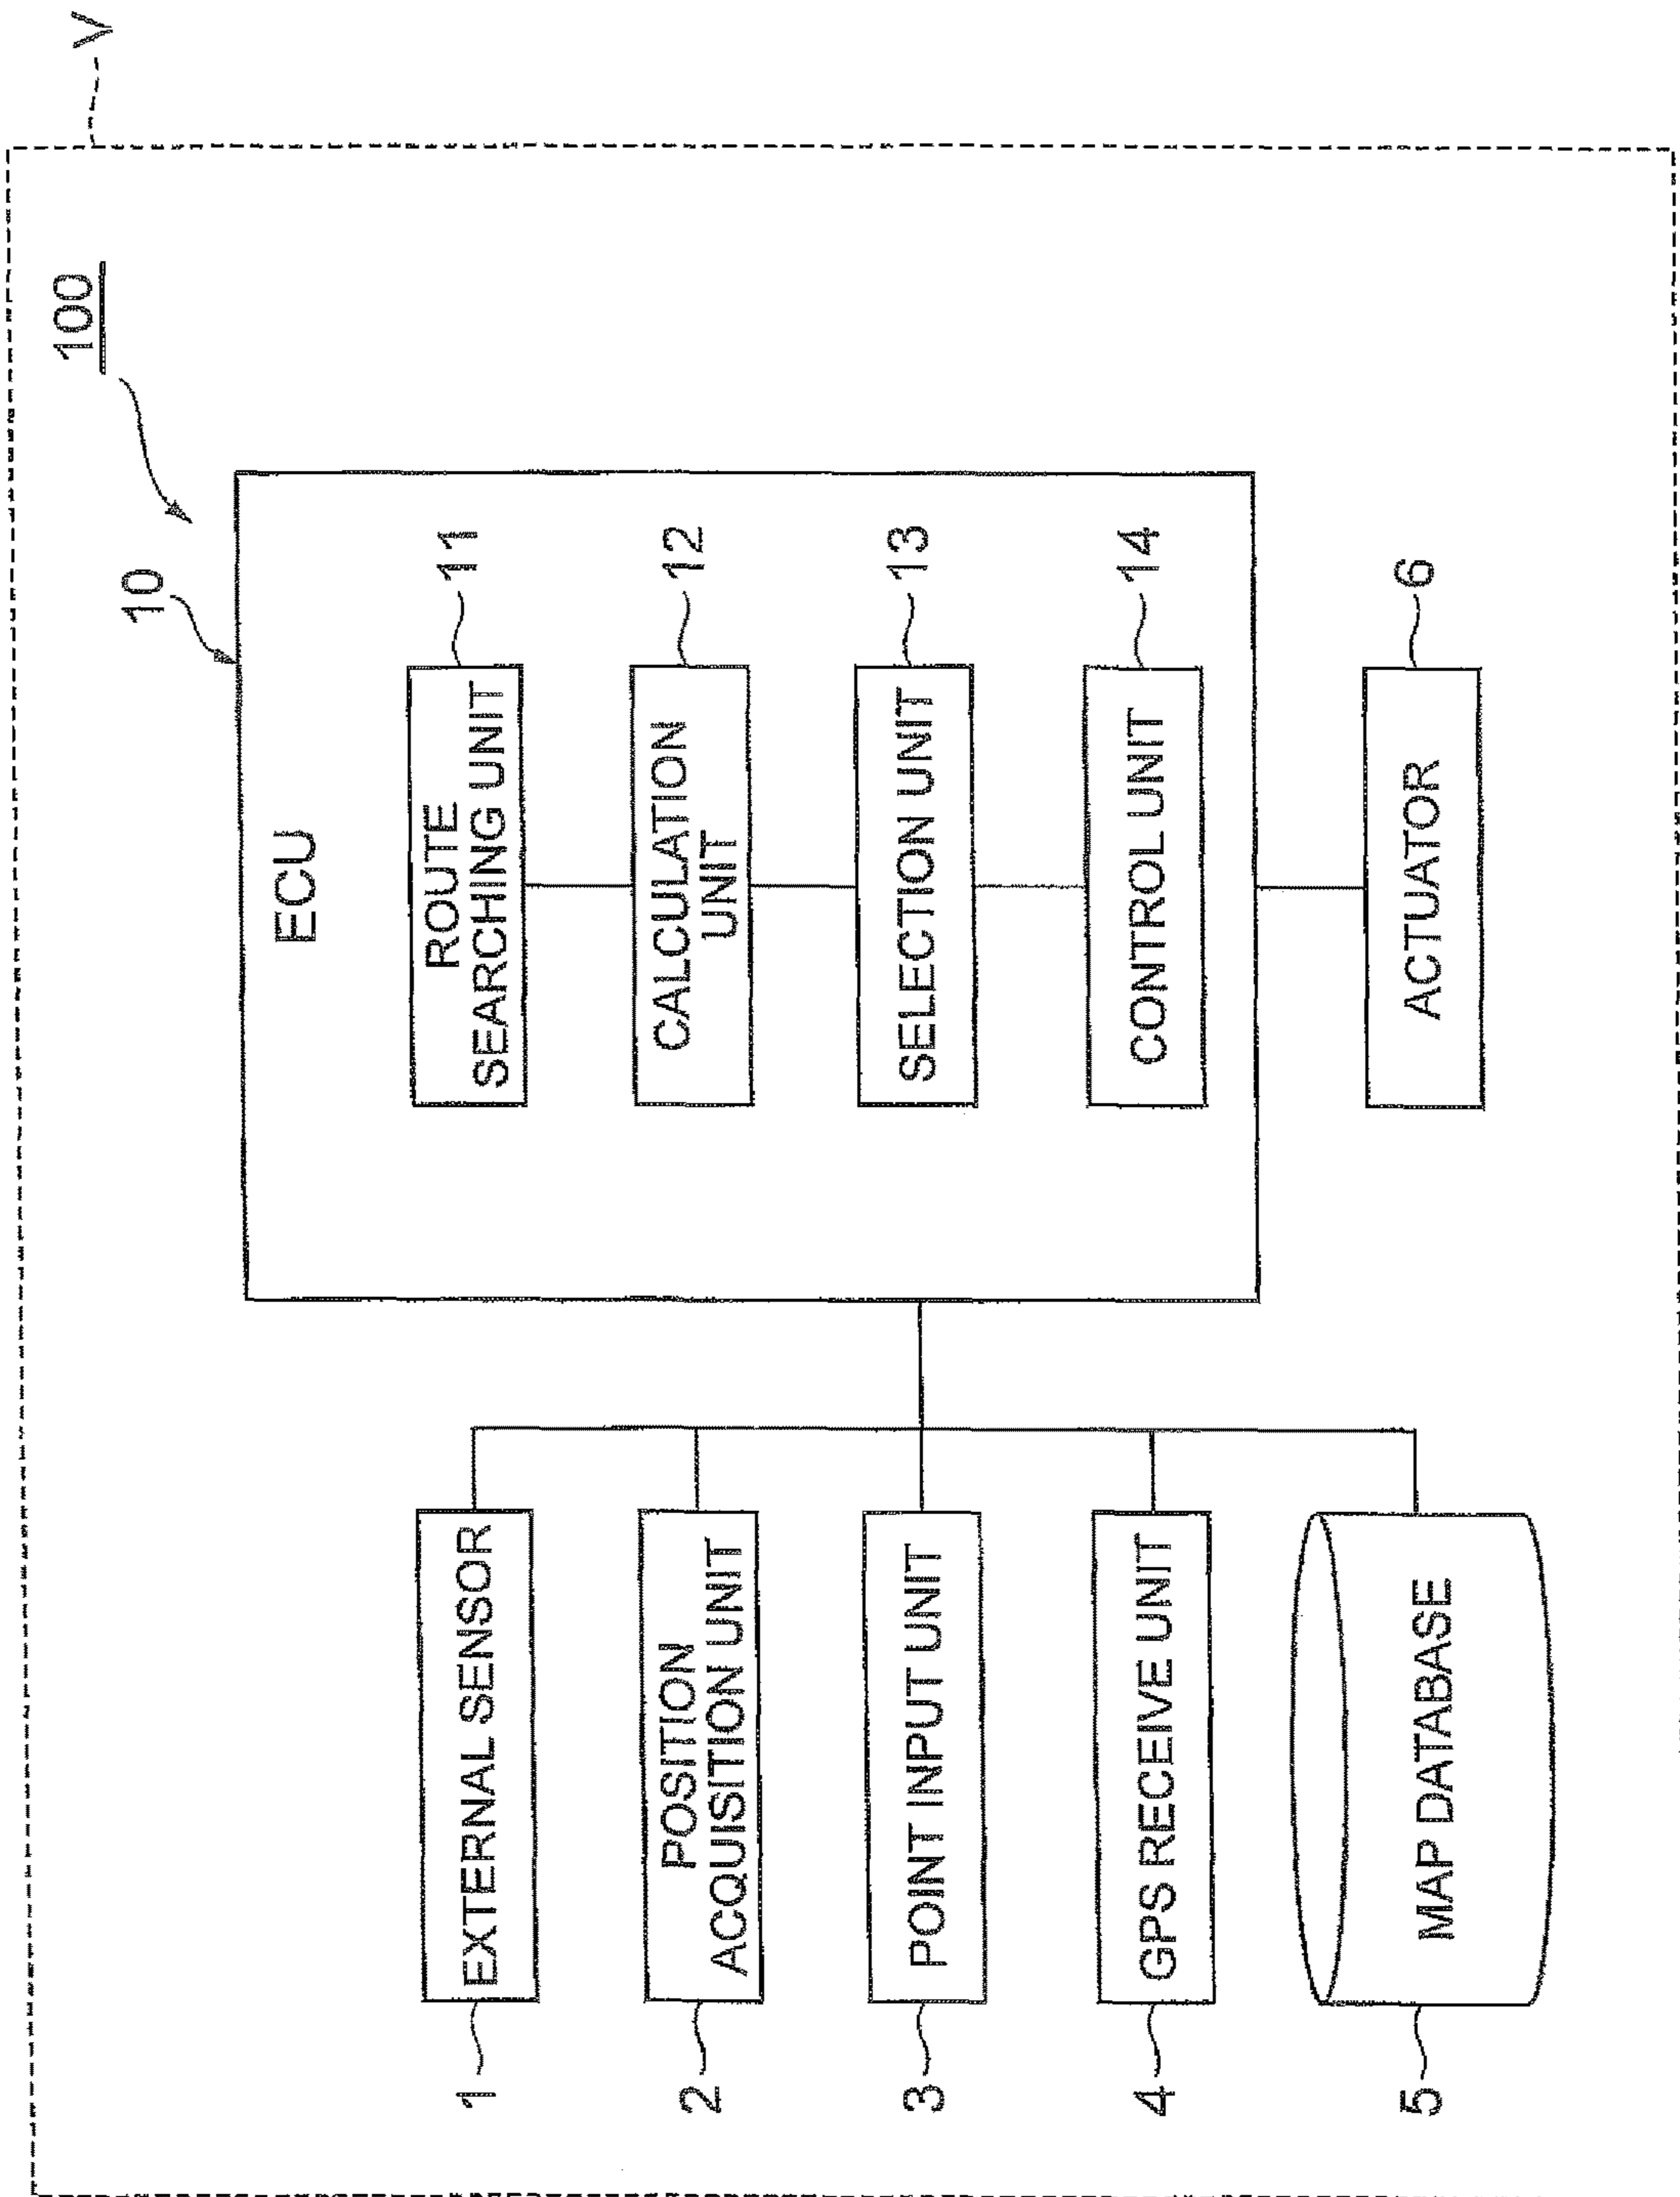 V
100
10
ECU
1
EXTERNAL SENSOR
2
POSITION
ACQUISITION UNIT
3
POINT INPUT UNIT
4
GPS RECEIVE UNIT
5
MAP DATABASE
ROUTE
SEARCHING UNIT
11
CALCULATION
UNIT
12
SELECTION UNIT
13
CONTROL UNIT
14
ACTUATOR
6